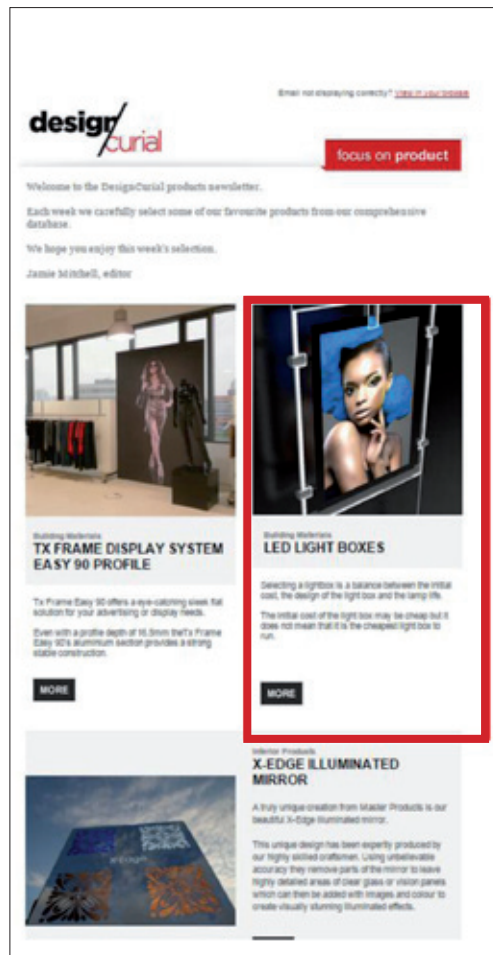 Email not displaying correctly? View in your browser
design/curial
focus on product
Welcome to the DesignCurial products newsletter.
Each week we carefully select some of our favourite products from our comprehensive
database.
We hope you enjoy this week's selection.
Jamie Mitchell, editor
Building Materials
TX FRAME DISPLAY SYSTEM
EASY 90 PROFILE
Tx Frame Easy 90 offers a eye-catching sleek flat
solution for your advertising or display needs.
Even with a profile depth of 16.5mm theTx Frame
Easy 90's aluminium section provides a strong
stable construction.
MORE
Building Materials
LED LIGHT BOXES
Selecting a lightbox is a balance between the initial
cost, the design of the light box and the lamp life.
The initial cost of the light box may be cheap but it
does not mean that it is the cheapest light box to
run.
MORE
Interior Products
X-EDGE ILLUMINATED
MIRROR
A truly unique creation from Master Products is our
beautiful X-Edge illuminated mirror.
This unique design has been expertly produced by
our highly skilled craftsmen. Using unbelievable
accuracy they remove parts of the mirror to leave
highly detailed areas of clear glass or vision panels
which can then be added with images and colour to
create visually stunning illuminated effects.